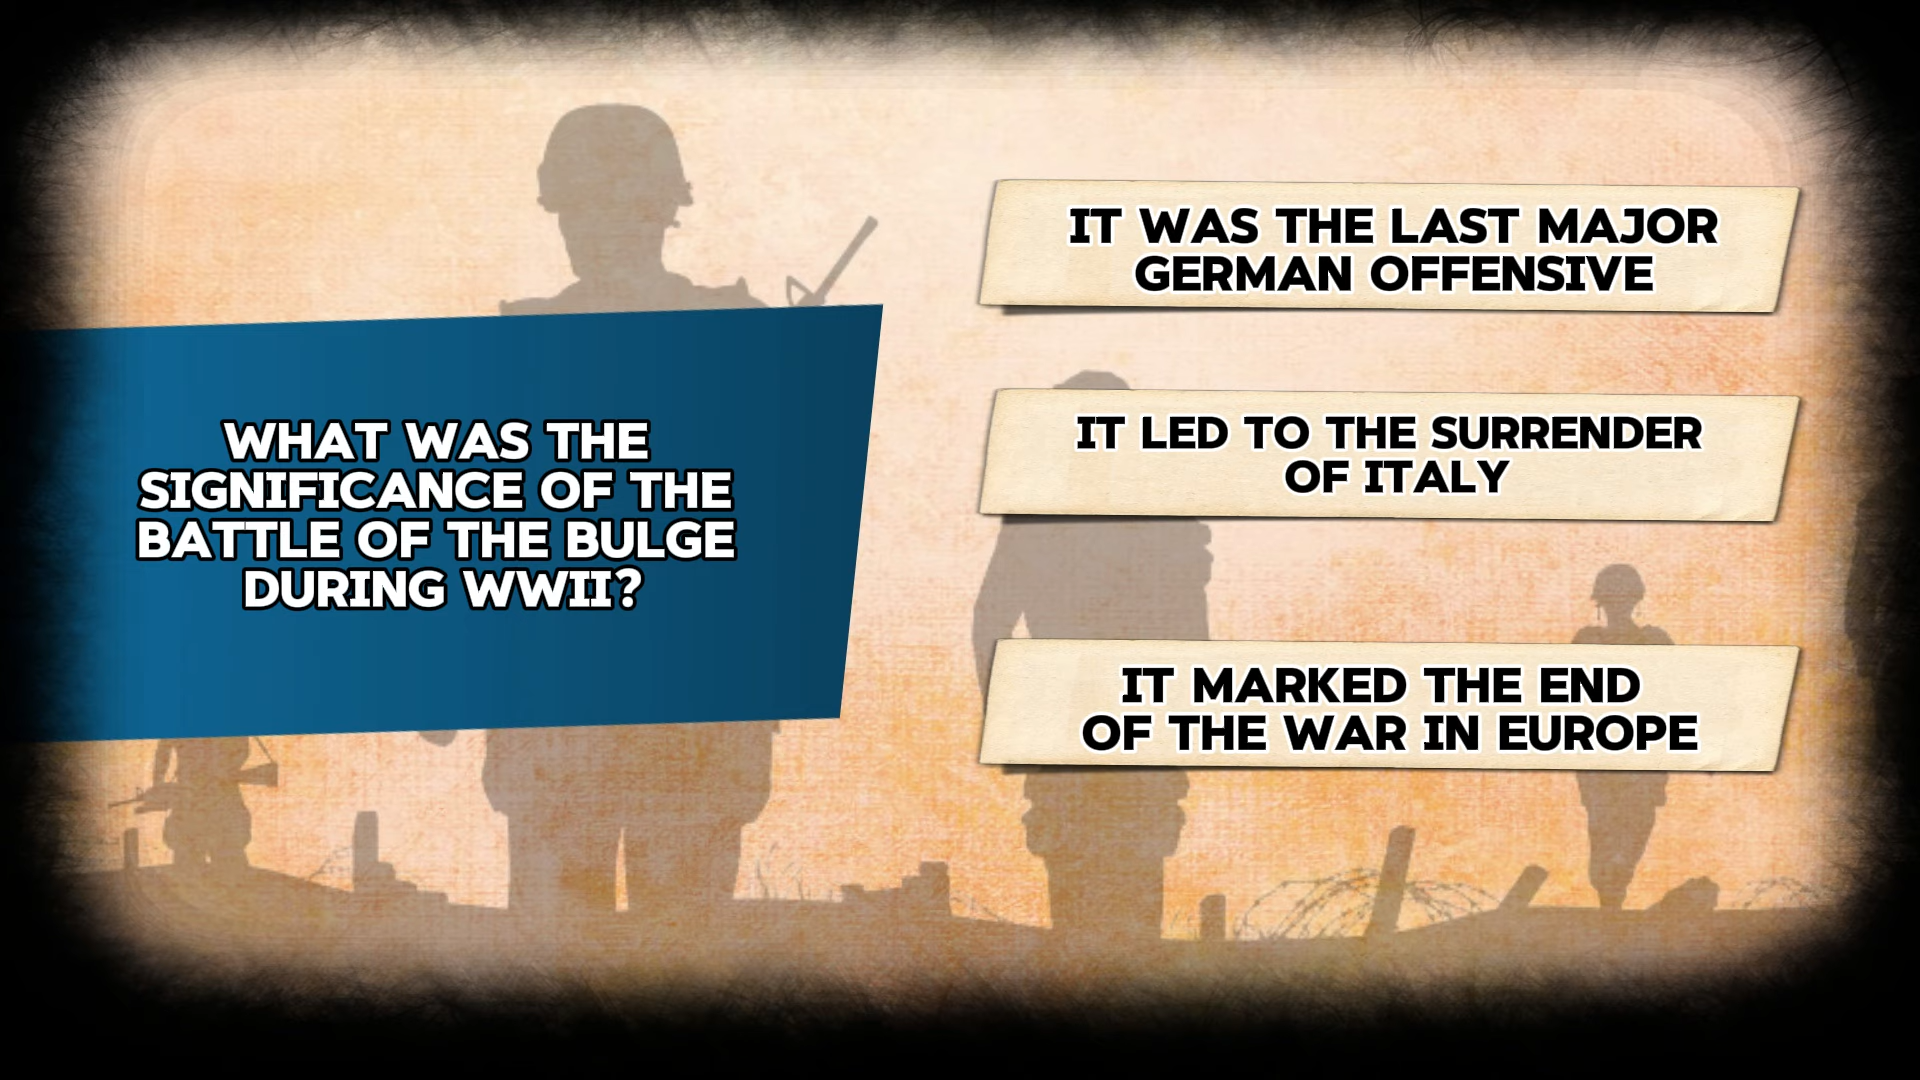 WHAT WAS THE
SIGNIFICANCE OF THE
BATTLE OF THE BULGE
DURING WWII?
IT WAS THE LAST MAJOR
GERMAN OFFENSIVE
IT LED TO THE SURRENDER
OF ITALY
IT MARKED THE END
OF THE WAR IN EUROPE